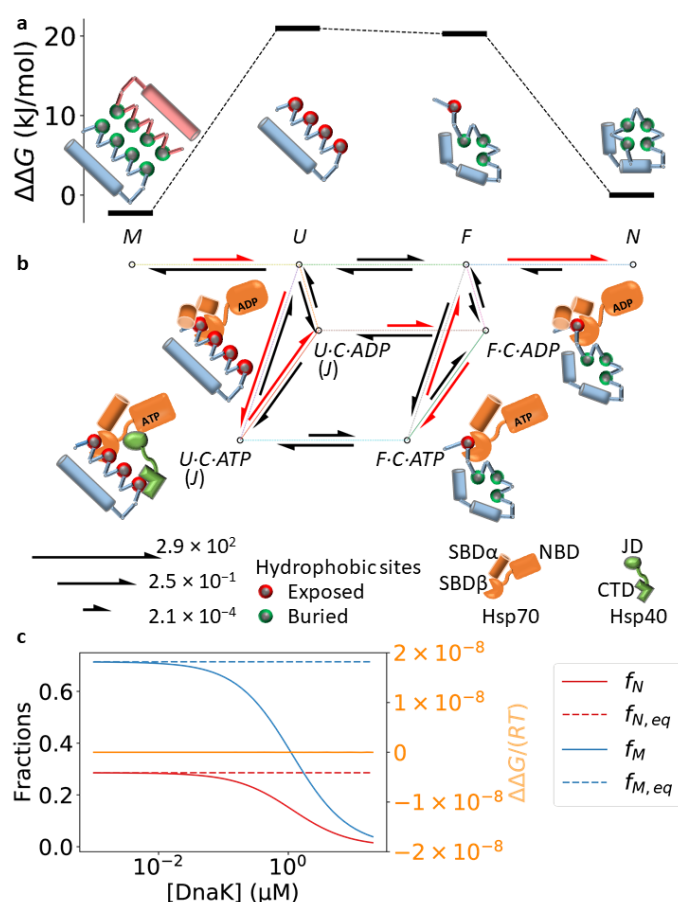 a
ΔΔG (kJ/mol)
20
10
0
M U F N
b
ADP
ADP
U·C·ADP
(J)
F·C·ADP
ATP
ATP
U·C·ATP
(J)
F·C·ATP
2.9 × 10²
2.5 × 10⁻¹
2.1 × 10⁻⁴
Hydrophobic sites
Exposed
Buried
SBDα NBD
SBDβ
Hsp70
JD
CTD
Hsp40
c
Fractions
0.6
0.4
0.2
0.0
10⁻² 10⁰
[DnaK] (μM)
2 × 10⁻⁸
1 × 10⁻⁸
0
−1 × 10⁻⁸
−2 × 10⁻⁸
ΔΔG/(RT)
f_N
f_N,eq
f_M
f_M,eq